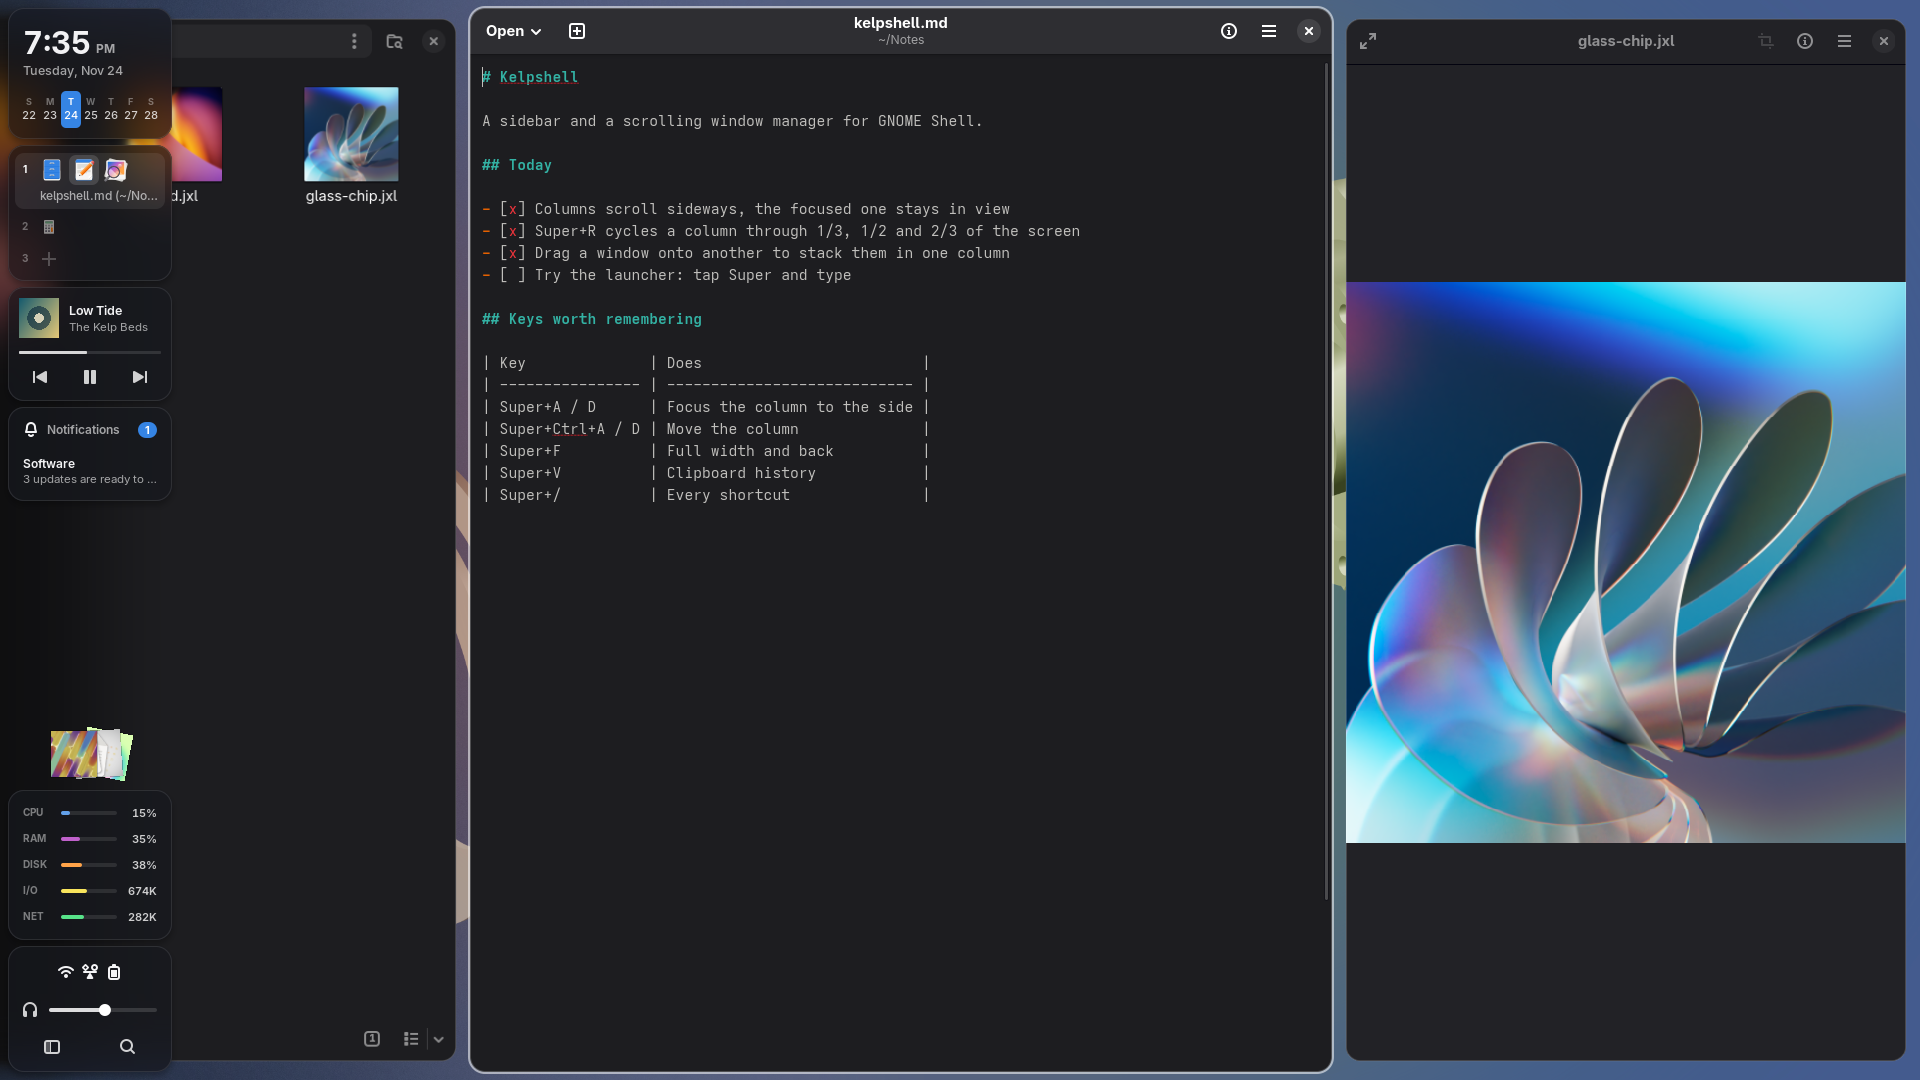 7:35 PM
Tuesday, Nov 24
S M T W T F S
22 23 24 25 26 27 28
1
kelpshell.md (~/No...
2
3
Low Tide
The Kelp Beds
Notifications 1
Software
3 updates are ready to ...
CPU 15%
RAM 35%
DISK 38%
I/O 674K
NET 282K
d.jxl
glass-chip.jxl
1
Open
kelpshell.md
~/Notes
# Kelpshell
A sidebar and a scrolling window manager for GNOME Shell.
## Today
- [x] Columns scroll sideways, the focused one stays in view
- [x] Super+R cycles a column through 1/3, 1/2 and 2/3 of the screen
- [x] Drag a window onto another to stack them in one column
- [ ] Try the launcher: tap Super and type
## Keys worth remembering
| Key | Does |
| ---------------- | ---------------------------- |
| Super+A / D | Focus the column to the side |
| Super+Ctrl+A / D | Move the column |
| Super+F | Full width and back |
| Super+V | Clipboard history |
| Super+/ | Every shortcut |
glass-chip.jxl